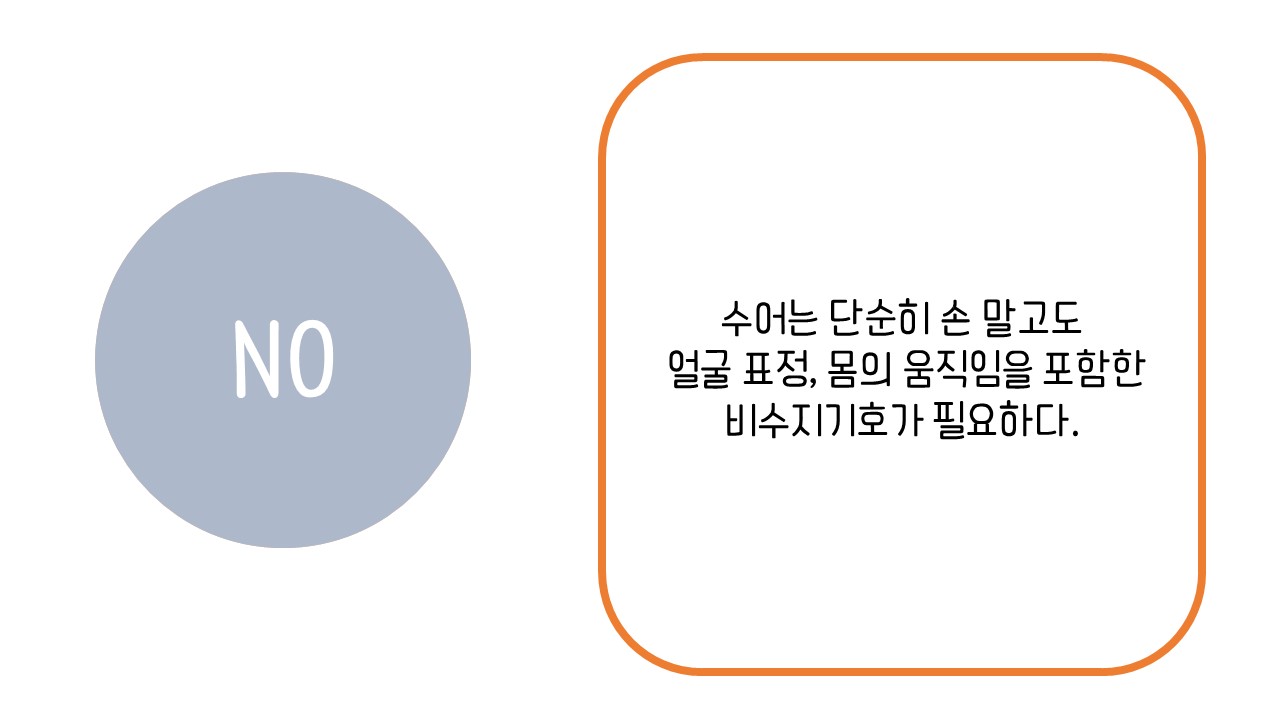 NO
수어는 단순히 손 말고도
얼굴 표정, 몸의 움직임을 포함한
비수지기호가 필요하다.